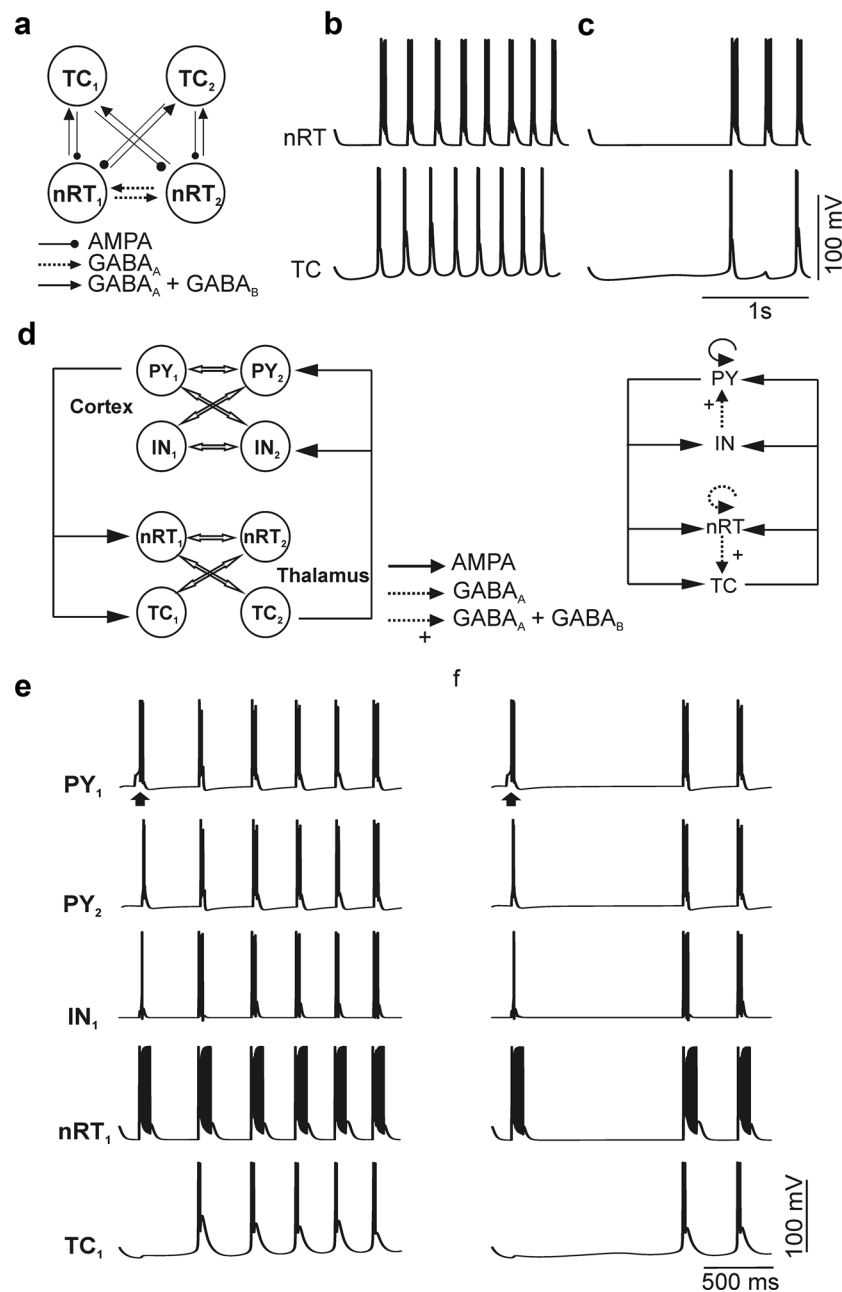 a
TC1
TC2
nRT1
nRT2
AMPA
GABAA
GABAA + GABAB
b
c
nRT
TC
100 mV
1s
d
PY1
PY2
Cortex
IN1
IN2
nRT1
nRT2
Thalamus
TC1
TC2
AMPA
GABAA
GABAA + GABAB
+
PY
+
IN
nRT
+
TC
e
f
PY1
PY2
IN1
nRT1
TC1
100 mV
500 ms